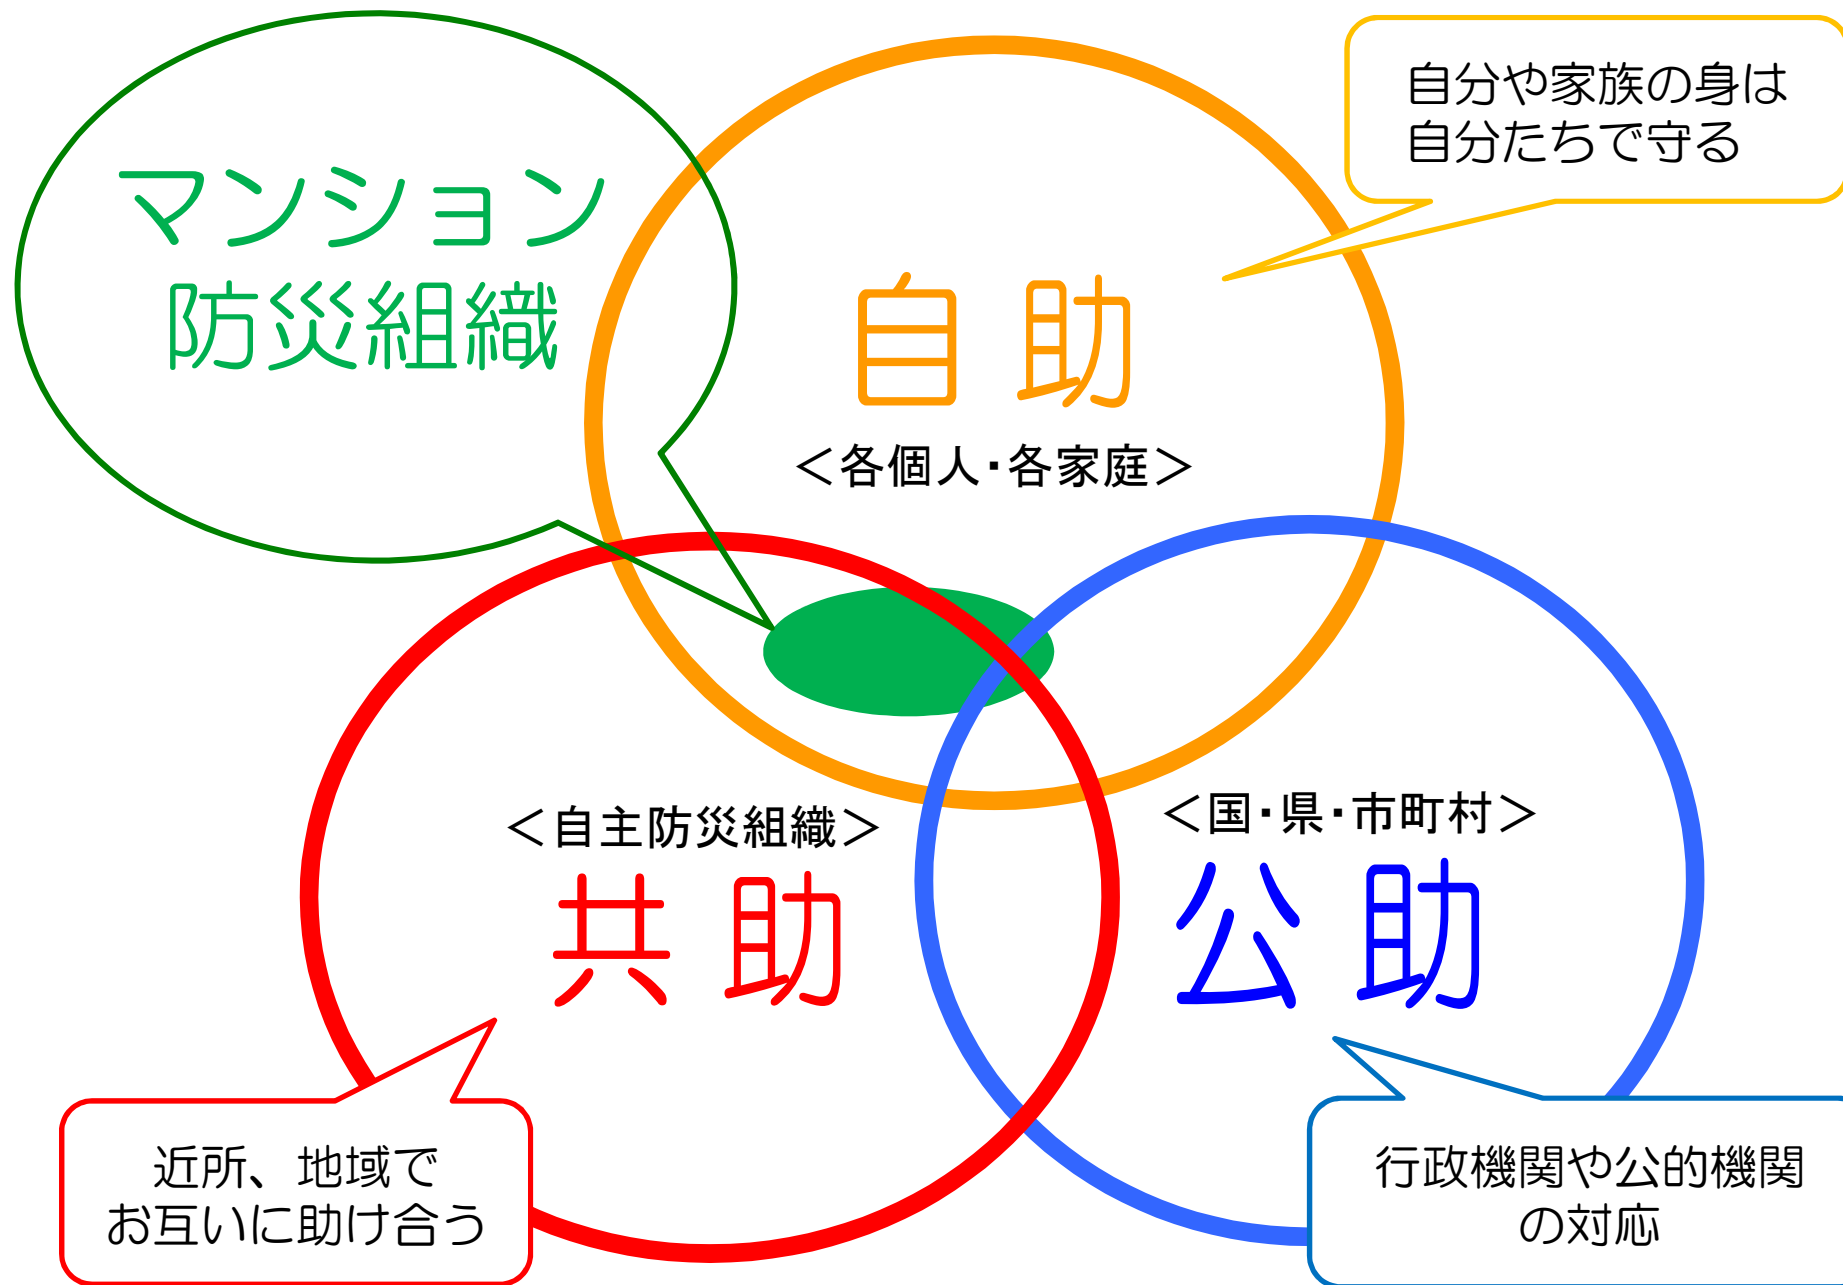 マンション
防災組織
自分や家族の身は
自分たちで守る
自助
＜各個人・各家庭＞
＜自主防災組織＞
共助
＜国・県・市町村＞
公助
近所、地域で
お互いに助け合う
行政機関や公的機関
の対応